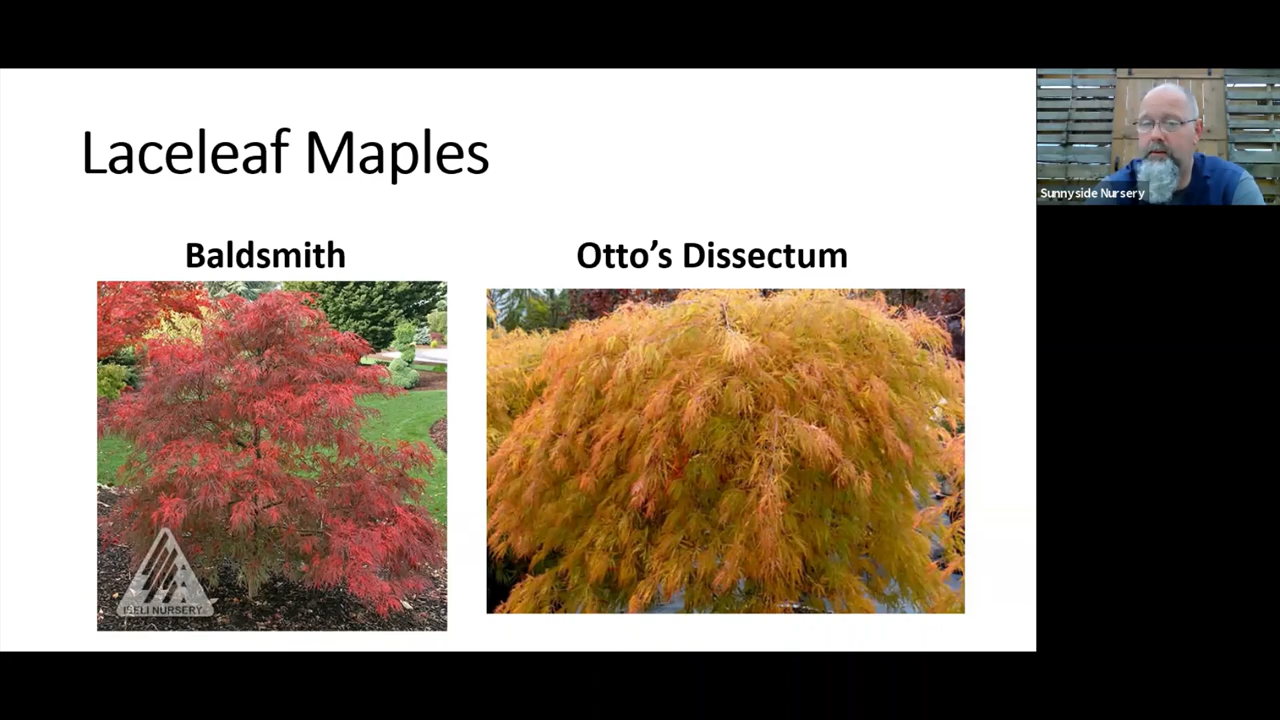 Laceleaf Maples
Baldsmith
Otto's Dissectum
ISELI NURSERY
Sunnyside Nursery